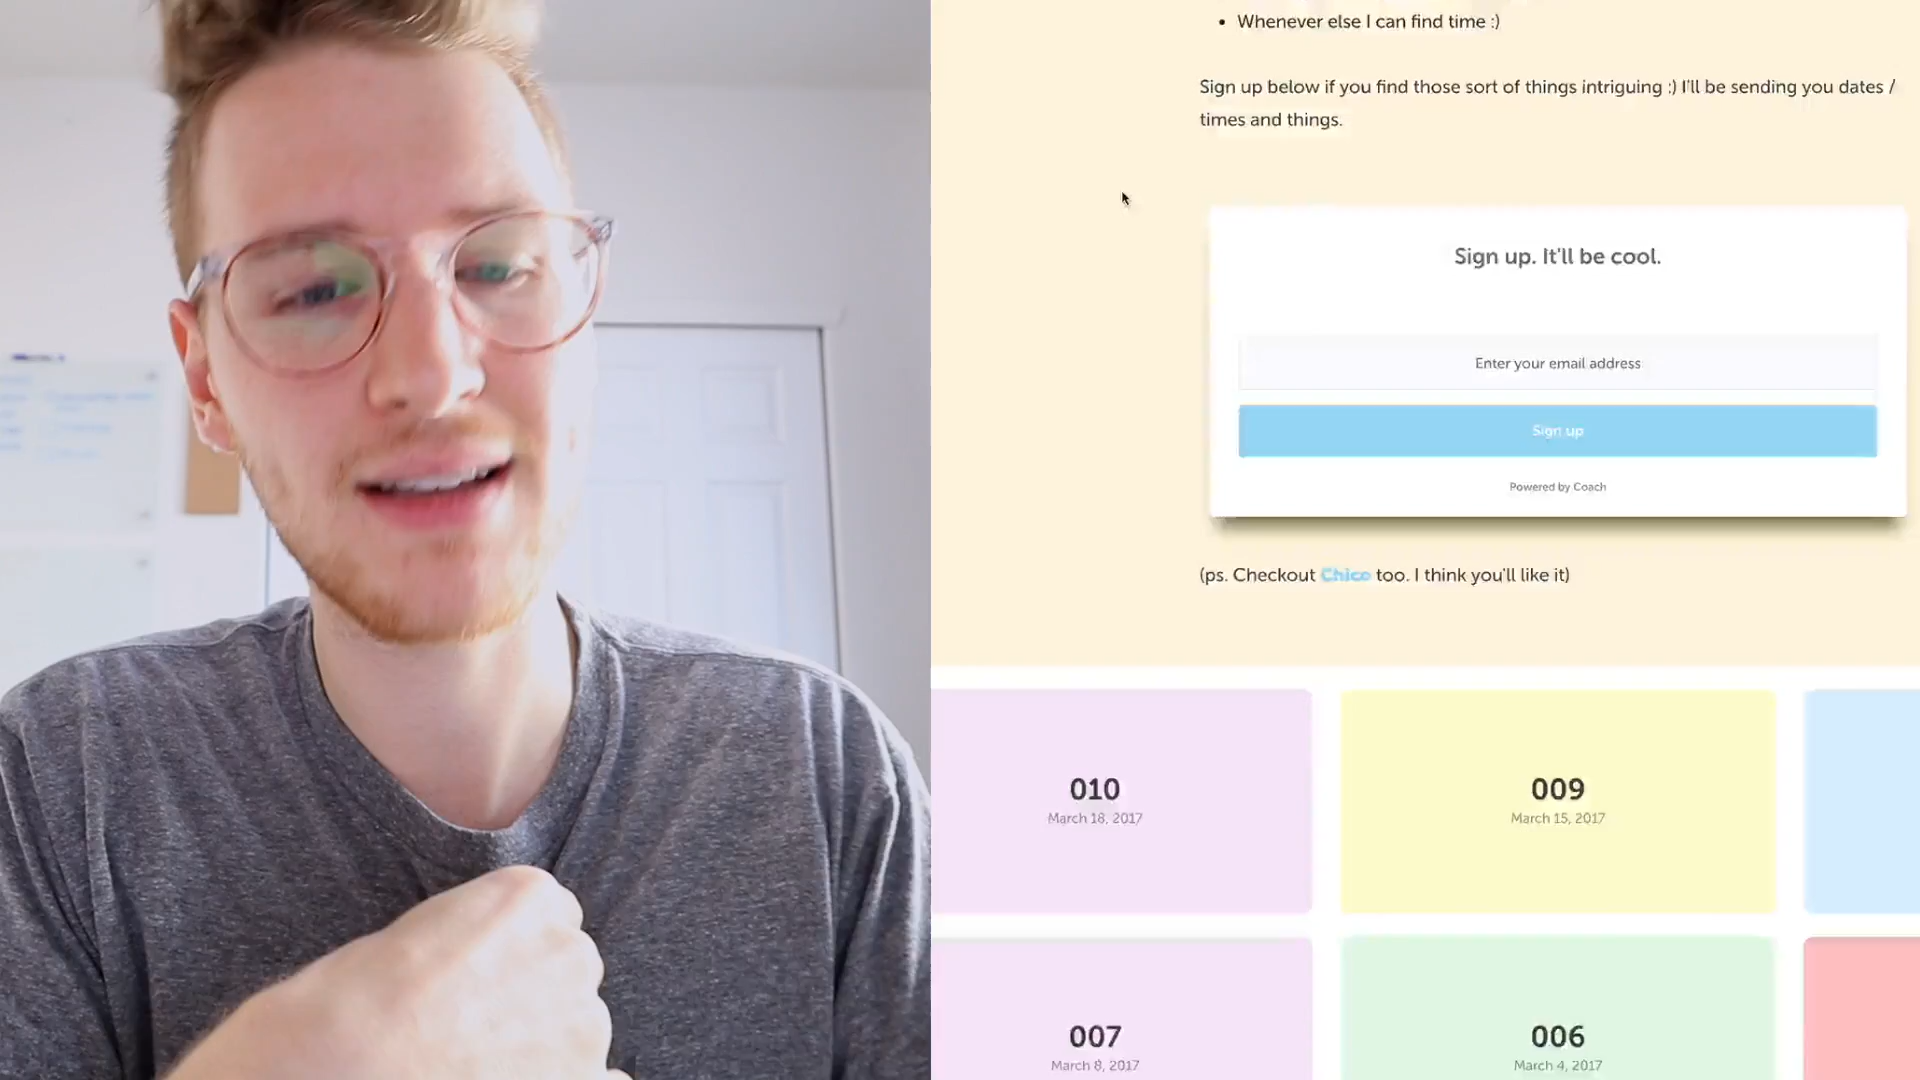 • Whenever else I can find time :)
Sign up below if you find those sort of things intriguing :) I'll be sending you dates /
times and things.
Sign up. It'll be cool.
Enter your email address
Sign up
Powered by Coach
(ps. Checkout Chico too. I think you'll like it)
010
March 18, 2017
009
March 15, 2017
007
March 8, 2017
006
March 4, 2017